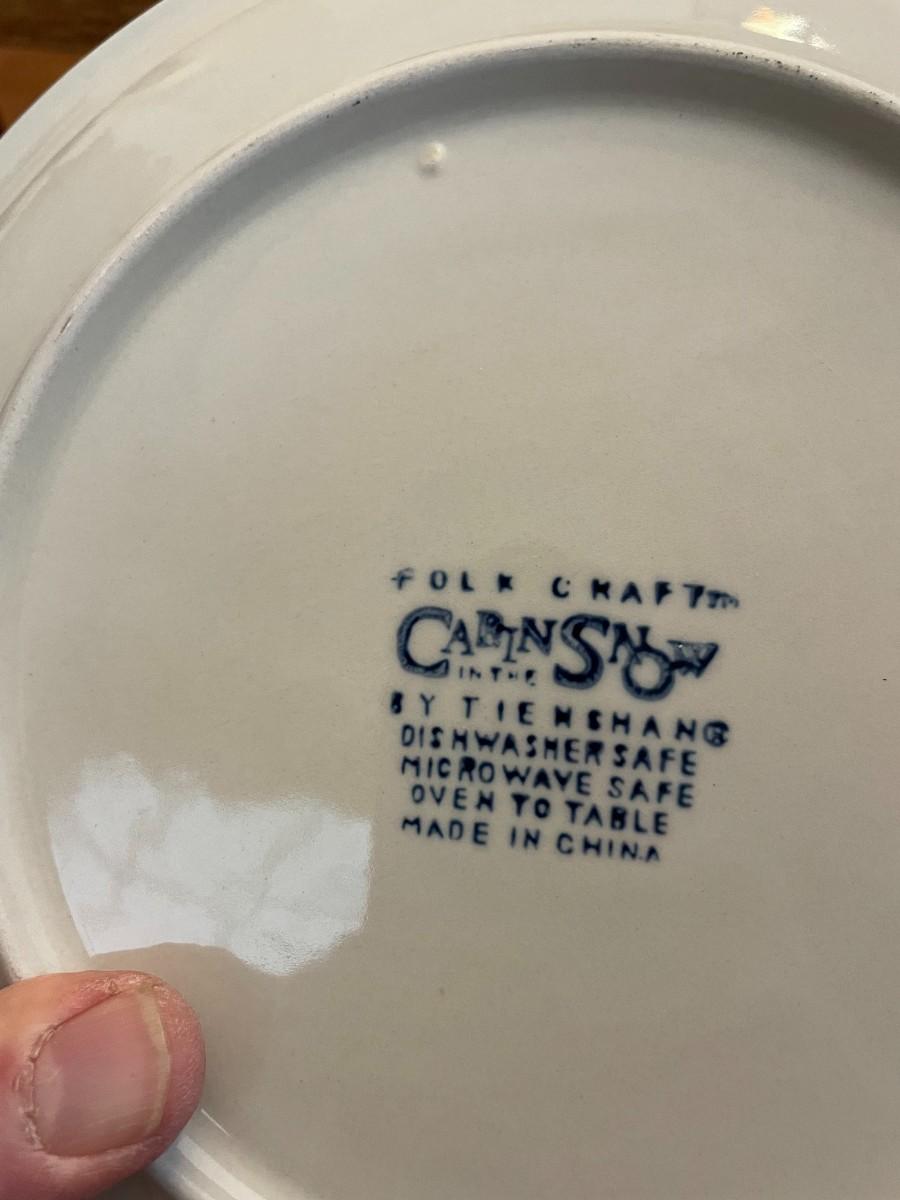 FOLK CRAFT™
CABIN IN THE SNOW
BY TIENSHAN®
DISHWASHER SAFE
MICROWAVE SAFE
OVEN TO TABLE
MADE IN CHINA